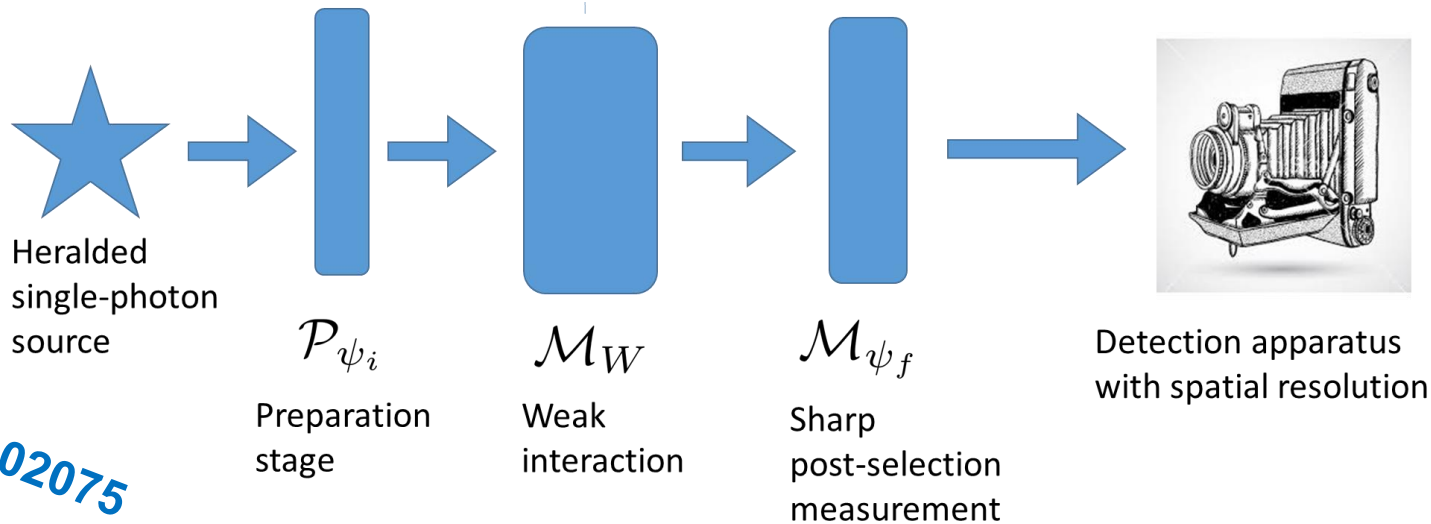 Heralded
single-photon
source
𝒫ψi
Preparation
stage
ℳW
Weak
interaction
ℳψf
Sharp
post-selection
measurement
Detection apparatus
with spatial resolution
02075